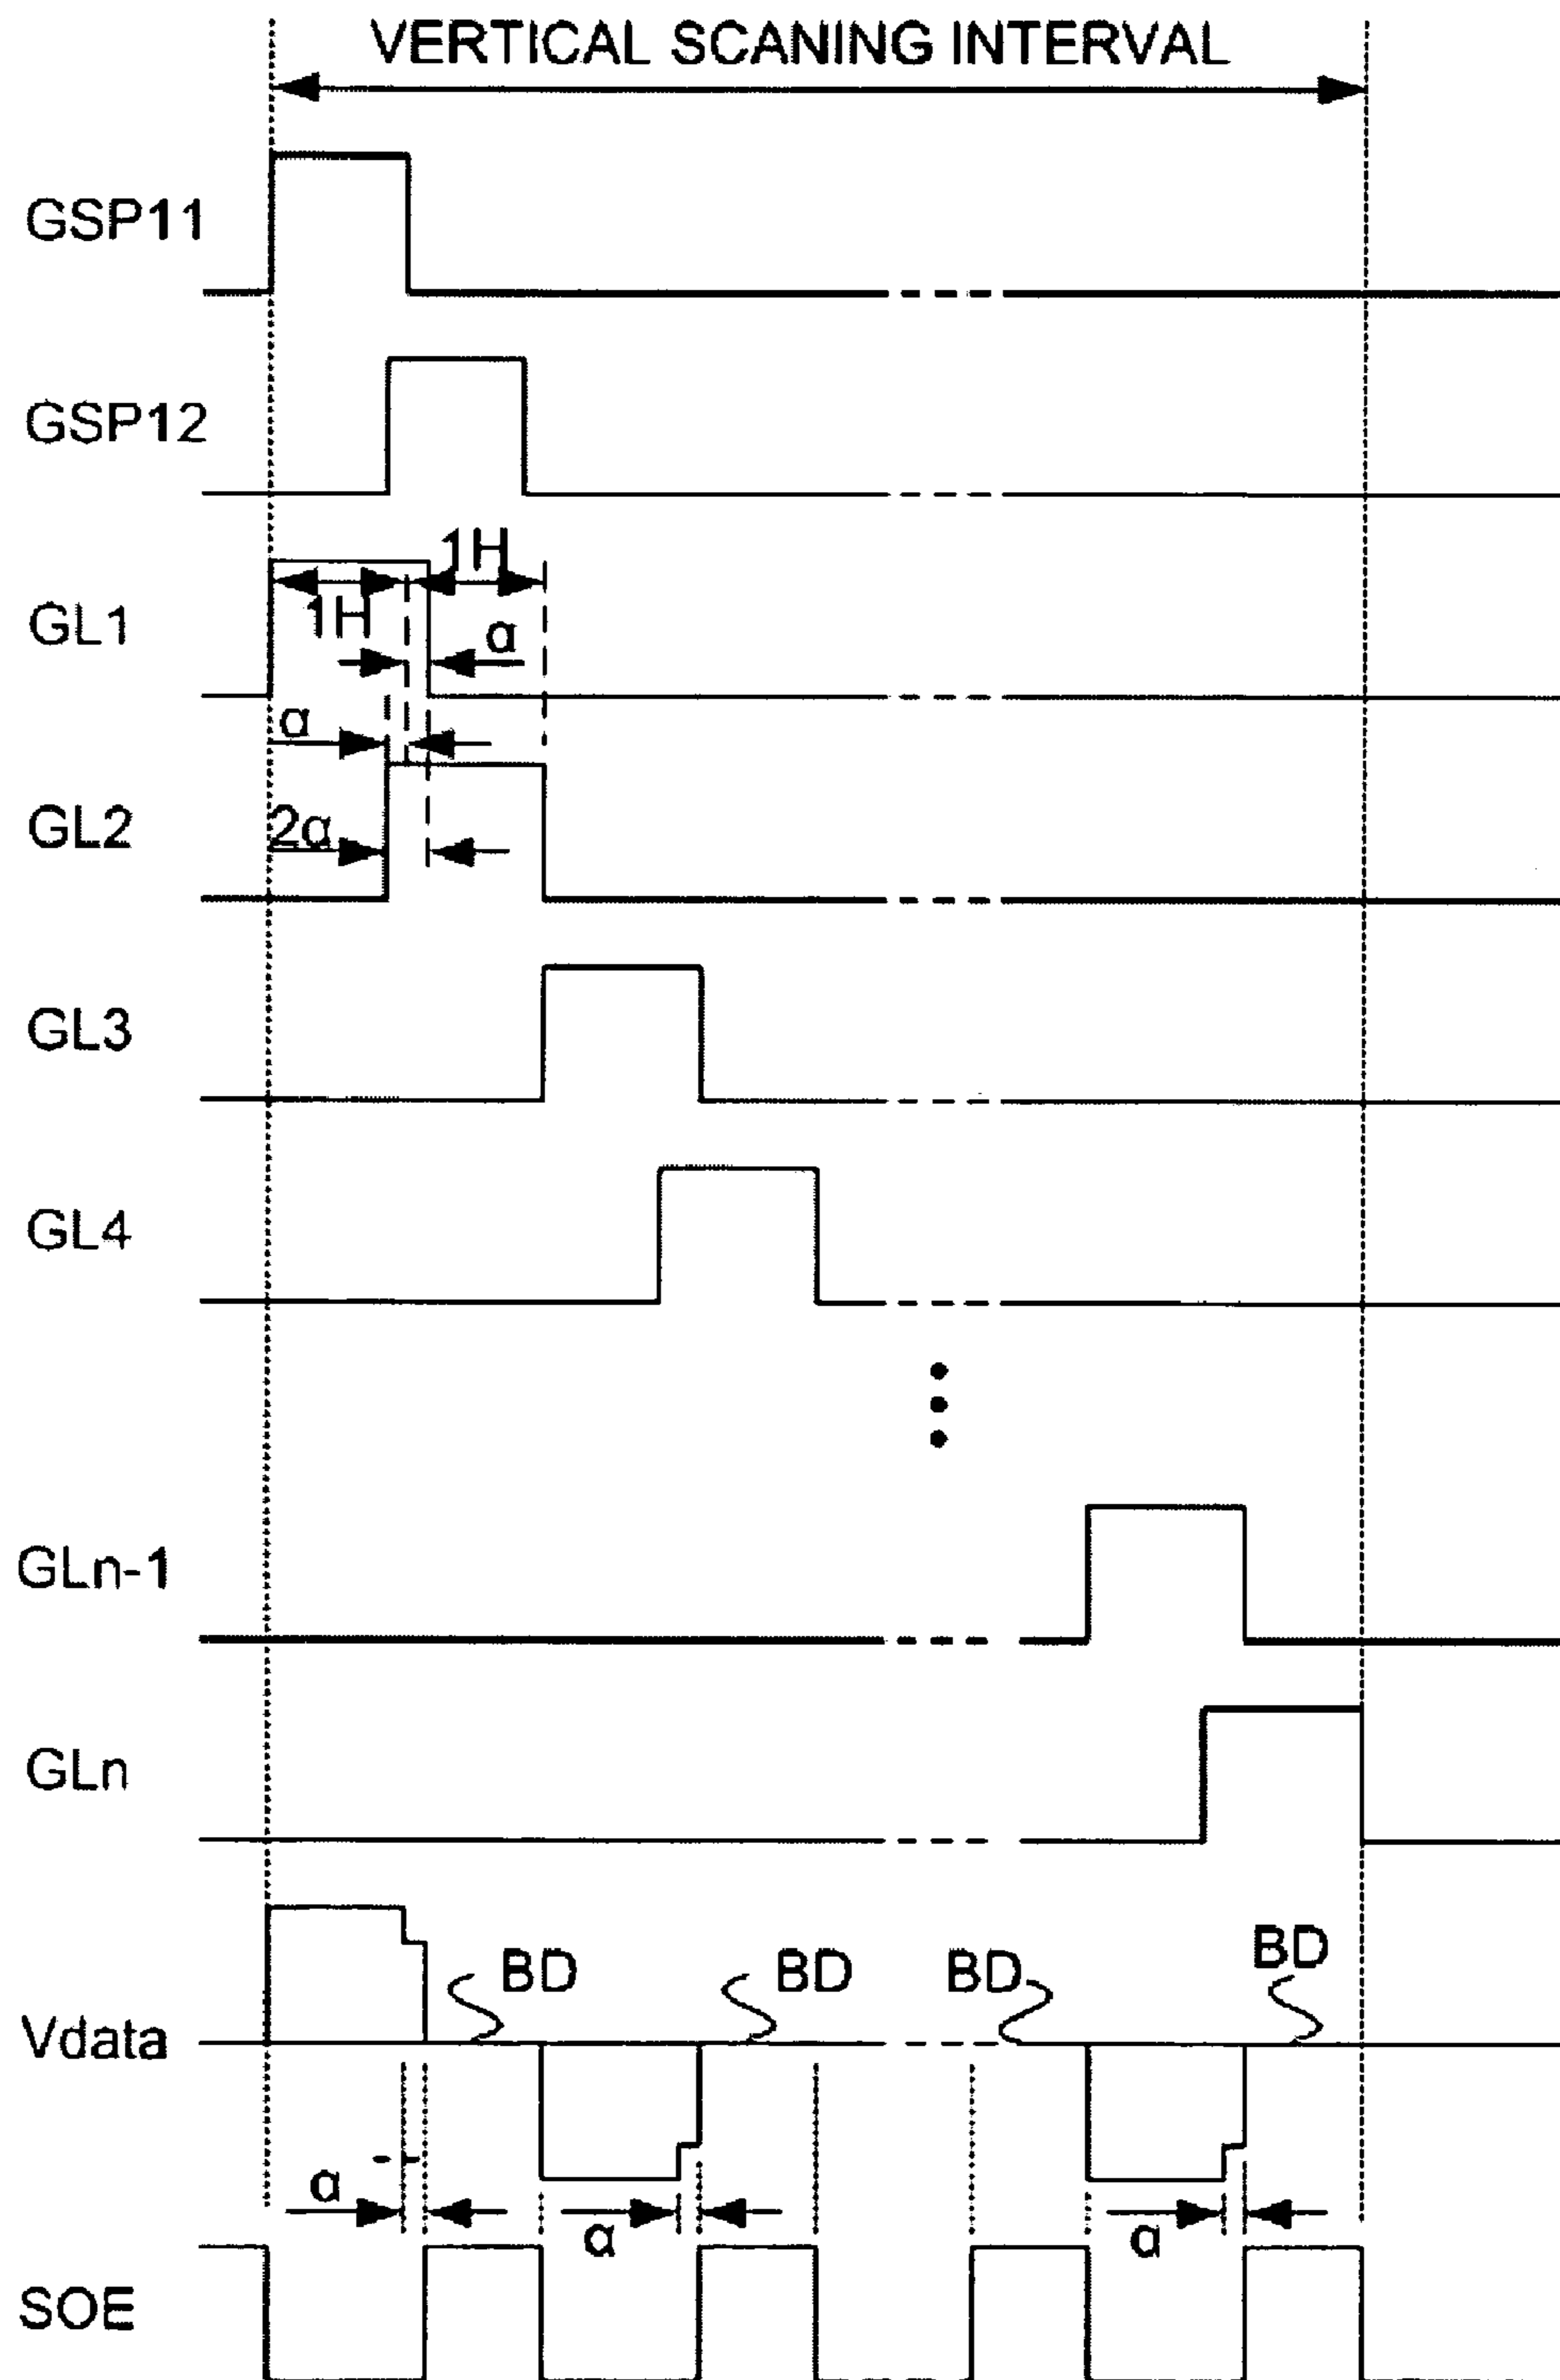 VERTICAL SCANING INTERVAL
GSP11
GSP12
1H
GL1
1H
α
α
GL2
2α
GL3
GL4
GLn-1
GLn
BD
BD
BD
BD
Vdata
α
α
α
SOE